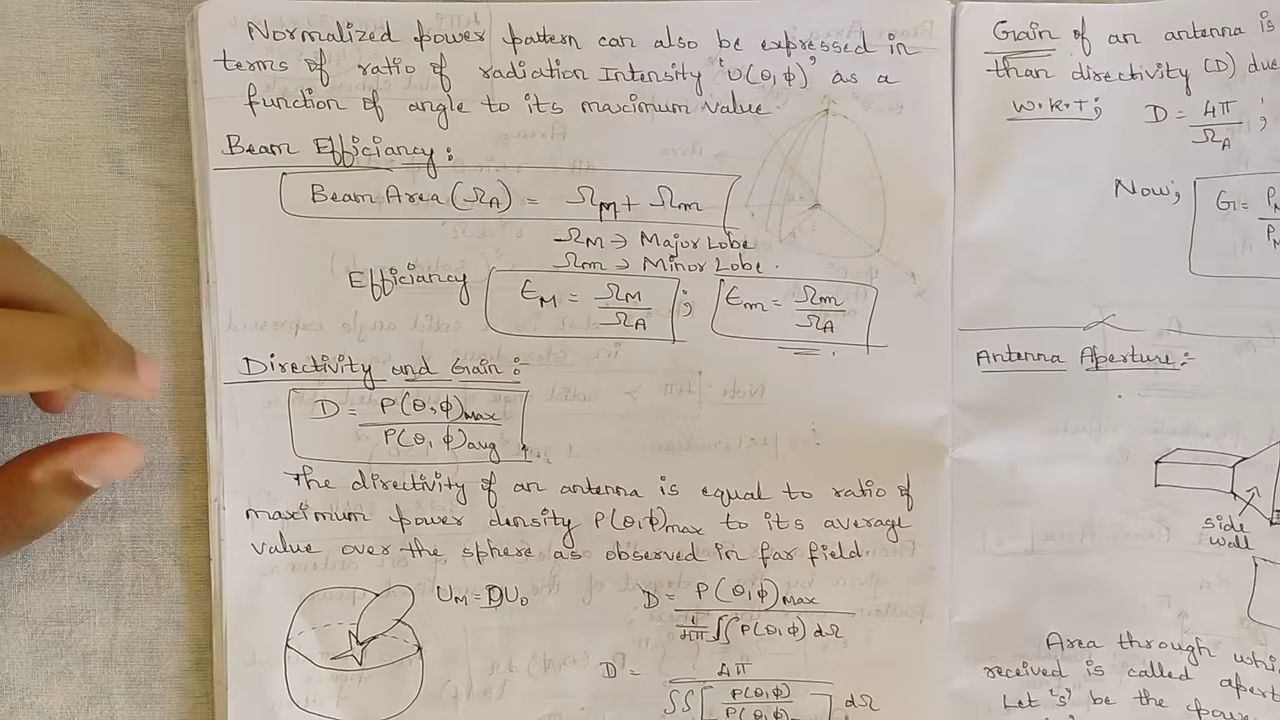 Normalized power pattern can also be expressed in
terms of ratio of radiation Intensity 'U(θ,ϕ)' as a
function of angle to its maximum value.
Beam Efficiancy:
Beam Area (ΩA) = ΩM + Ωm
ΩM → Major Lobe
Ωm → Minor Lobe.
Efficiancy EM = ΩM/ΩA ; Em = Ωm/ΩA
Directivity and Gain:
D = P(θ,ϕ)max / P(θ,ϕ)avg
The directivity of an antenna is equal to ratio of
maximum power density P(θ,ϕ)max to its average
value over the sphere as observed in far field.
UM = DU0
D = P(θ,ϕ)Max / 1/4π ∫∫ P(θ,ϕ) dΩ
D = 4π / ∫∫ [P(θ,ϕ) / P(θ,ϕ)] dΩ
Gain of an antenna is
than directivity (D) due
W.K.T; D = 4π/ΩA ;
Now; G =
Antenna Aperture:-
side
wall
Area through
received is called
Let 's' be the